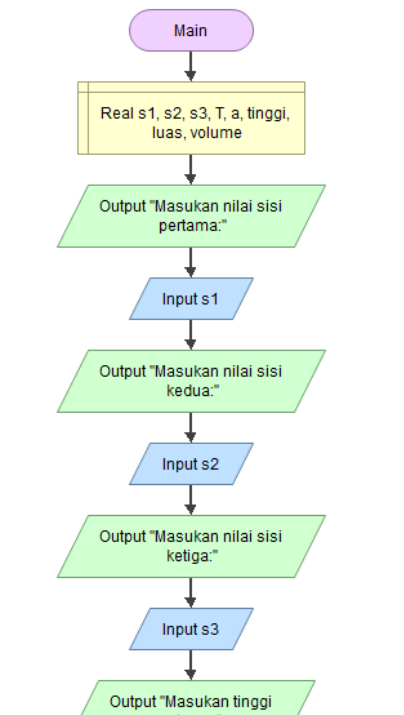 Main
Real s1, s2, s3, T, a, tinggi,
luas, volume
Output "Masukan nilai sisi
pertama:"
Input s1
Output "Masukan nilai sisi
kedua:"
Input s2
Output "Masukan nilai sisi
ketiga:"
Input s3
Output "Masukan tinggi